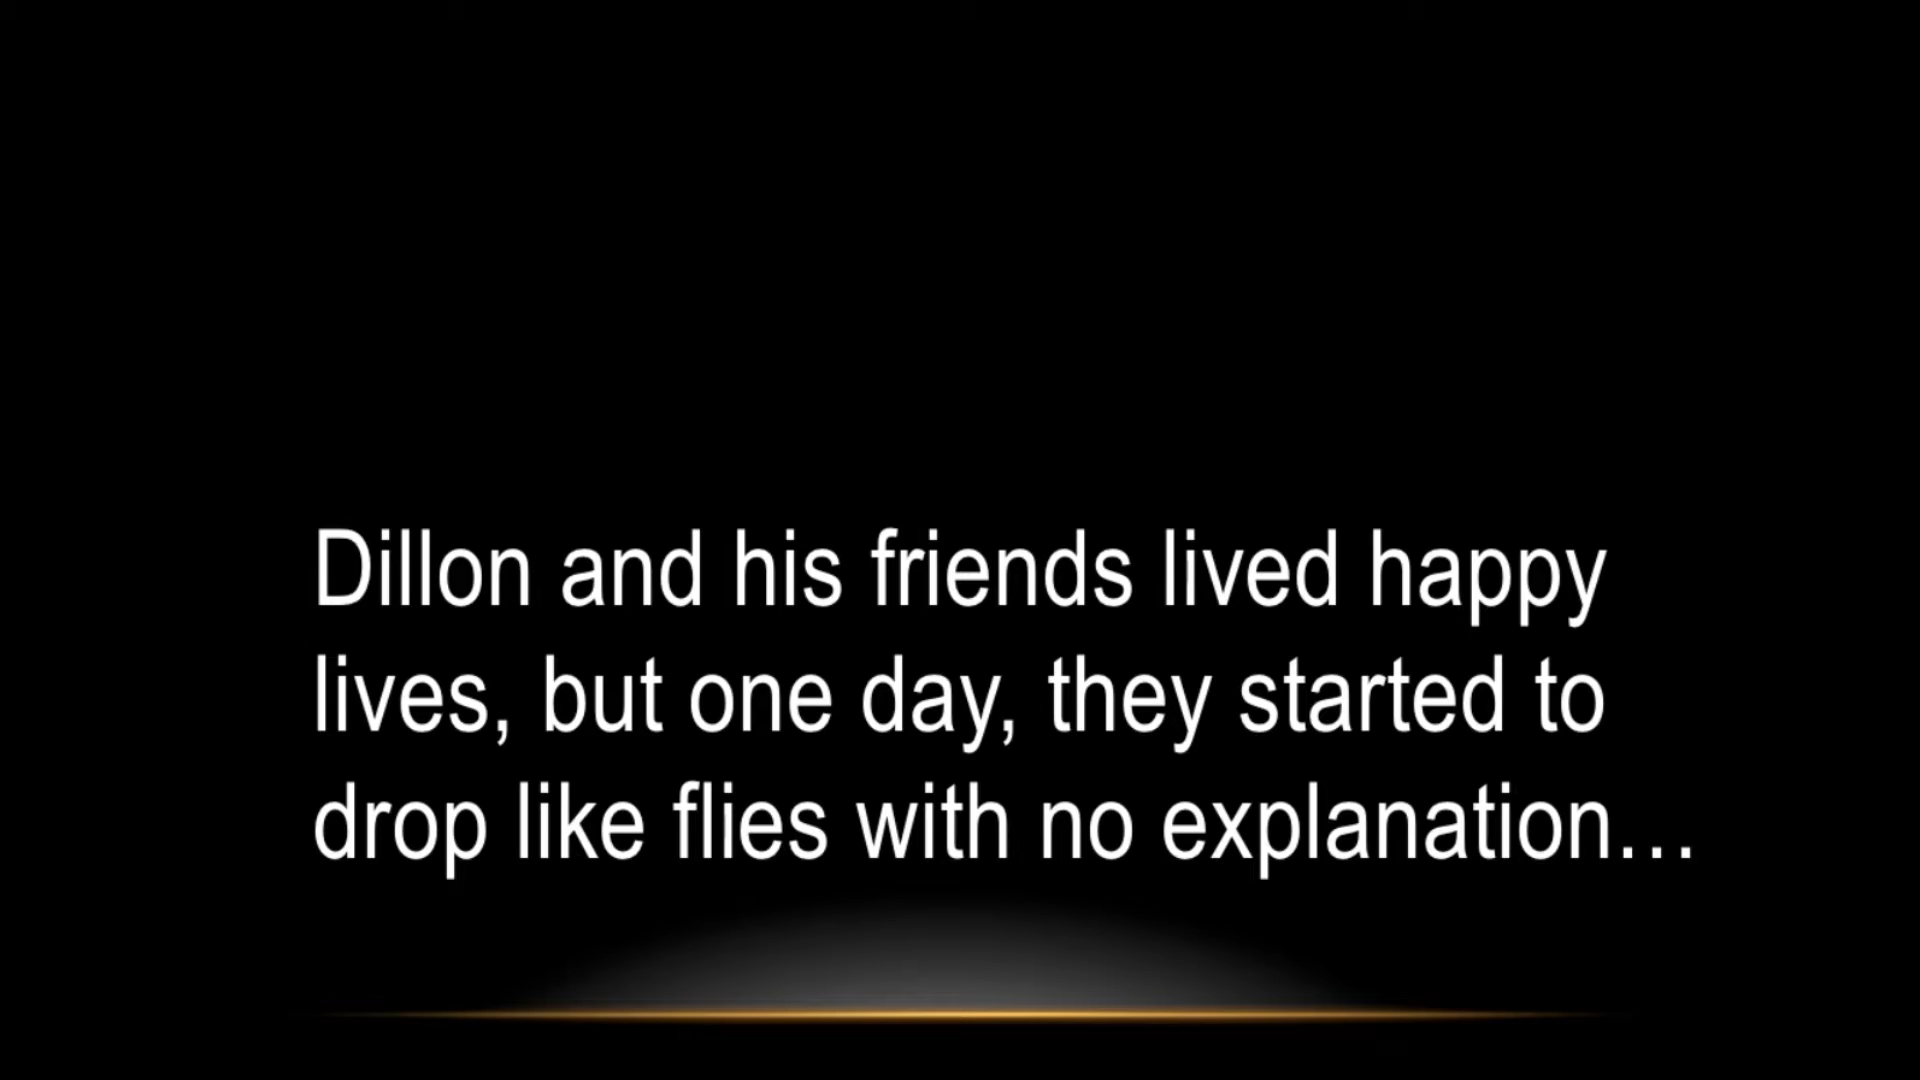 Dillon and his friends lived happy
lives, but one day, they started to
drop like flies with no explanation…